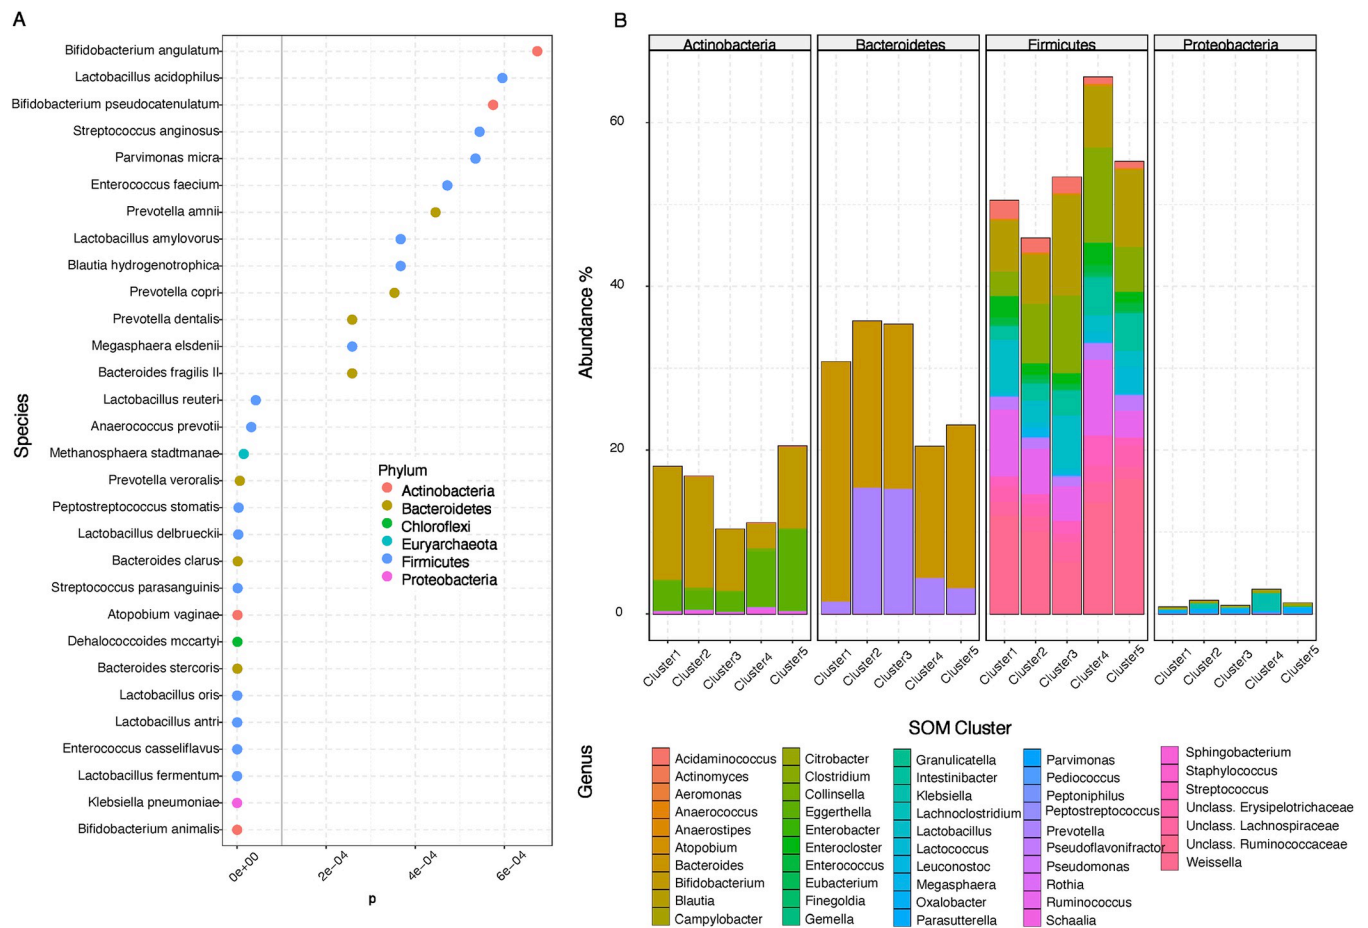 A
Bifidobacterium angulatum
Lactobacillus acidophilus
Bifidobacterium pseudocatenulatum
Streptococcus anginosus
Parvimonas micra
Enterococcus faecium
Prevotella amnii
Lactobacillus amylovorus
Blautia hydrogenotrophica
Prevotella copri
Prevotella dentalis
Megasphaera elsdenii
Bacteroides fragilis II
Lactobacillus reuteri
Anaerococcus prevotii
Methanosphaera stadtmanae
Prevotella veroralis
Peptostreptococcus stomatis
Lactobacillus delbrueckii
Bacteroides clarus
Streptococcus parasanguinis
Atopobium vaginae
Dehalococcoides mccartyi
Bacteroides stercoris
Lactobacillus oris
Lactobacillus antri
Enterococcus casseliflavus
Lactobacillus fermentum
Klebsiella pneumoniae
Bifidobacterium animalis
Species
Phylum
Actinobacteria
Bacteroidetes
Chloroflexi
Euryarchaeota
Firmicutes
Proteobacteria
0e+00
2e-04
4e-04
6e-04
p
B
Actinobacteria
Bacteroidetes
Firmicutes
Proteobacteria
Abundance %
60
40
20
0
Cluster1
Cluster2
Cluster3
Cluster4
Cluster5
Cluster1
Cluster2
Cluster3
Cluster4
Cluster5
Cluster1
Cluster2
Cluster3
Cluster4
Cluster5
Cluster1
Cluster2
Cluster3
Cluster4
Cluster5
SOM Cluster
Genus
Acidaminococcus
Actinomyces
Aeromonas
Anaerococcus
Anaerostipes
Atopobium
Bacteroides
Bifidobacterium
Blautia
Campylobacter
Citrobacter
Clostridium
Collinsella
Eggerthella
Enterobacter
Enterocloster
Enterococcus
Eubacterium
Finegoldia
Gemella
Granulicatella
Intestinibacter
Klebsiella
Lachnoclostridium
Lactobacillus
Lactococcus
Leuconostoc
Megasphaera
Oxalobacter
Parasutterella
Parvimonas
Pediococcus
Peptoniphilus
Peptostreptococcus
Prevotella
Pseudoflavonifractor
Pseudomonas
Rothia
Ruminococcus
Schaalia
Sphingobacterium
Staphylococcus
Streptococcus
Unclass. Erysipelotrichaceae
Unclass. Lachnospiraceae
Unclass. Ruminococcaceae
Weissella